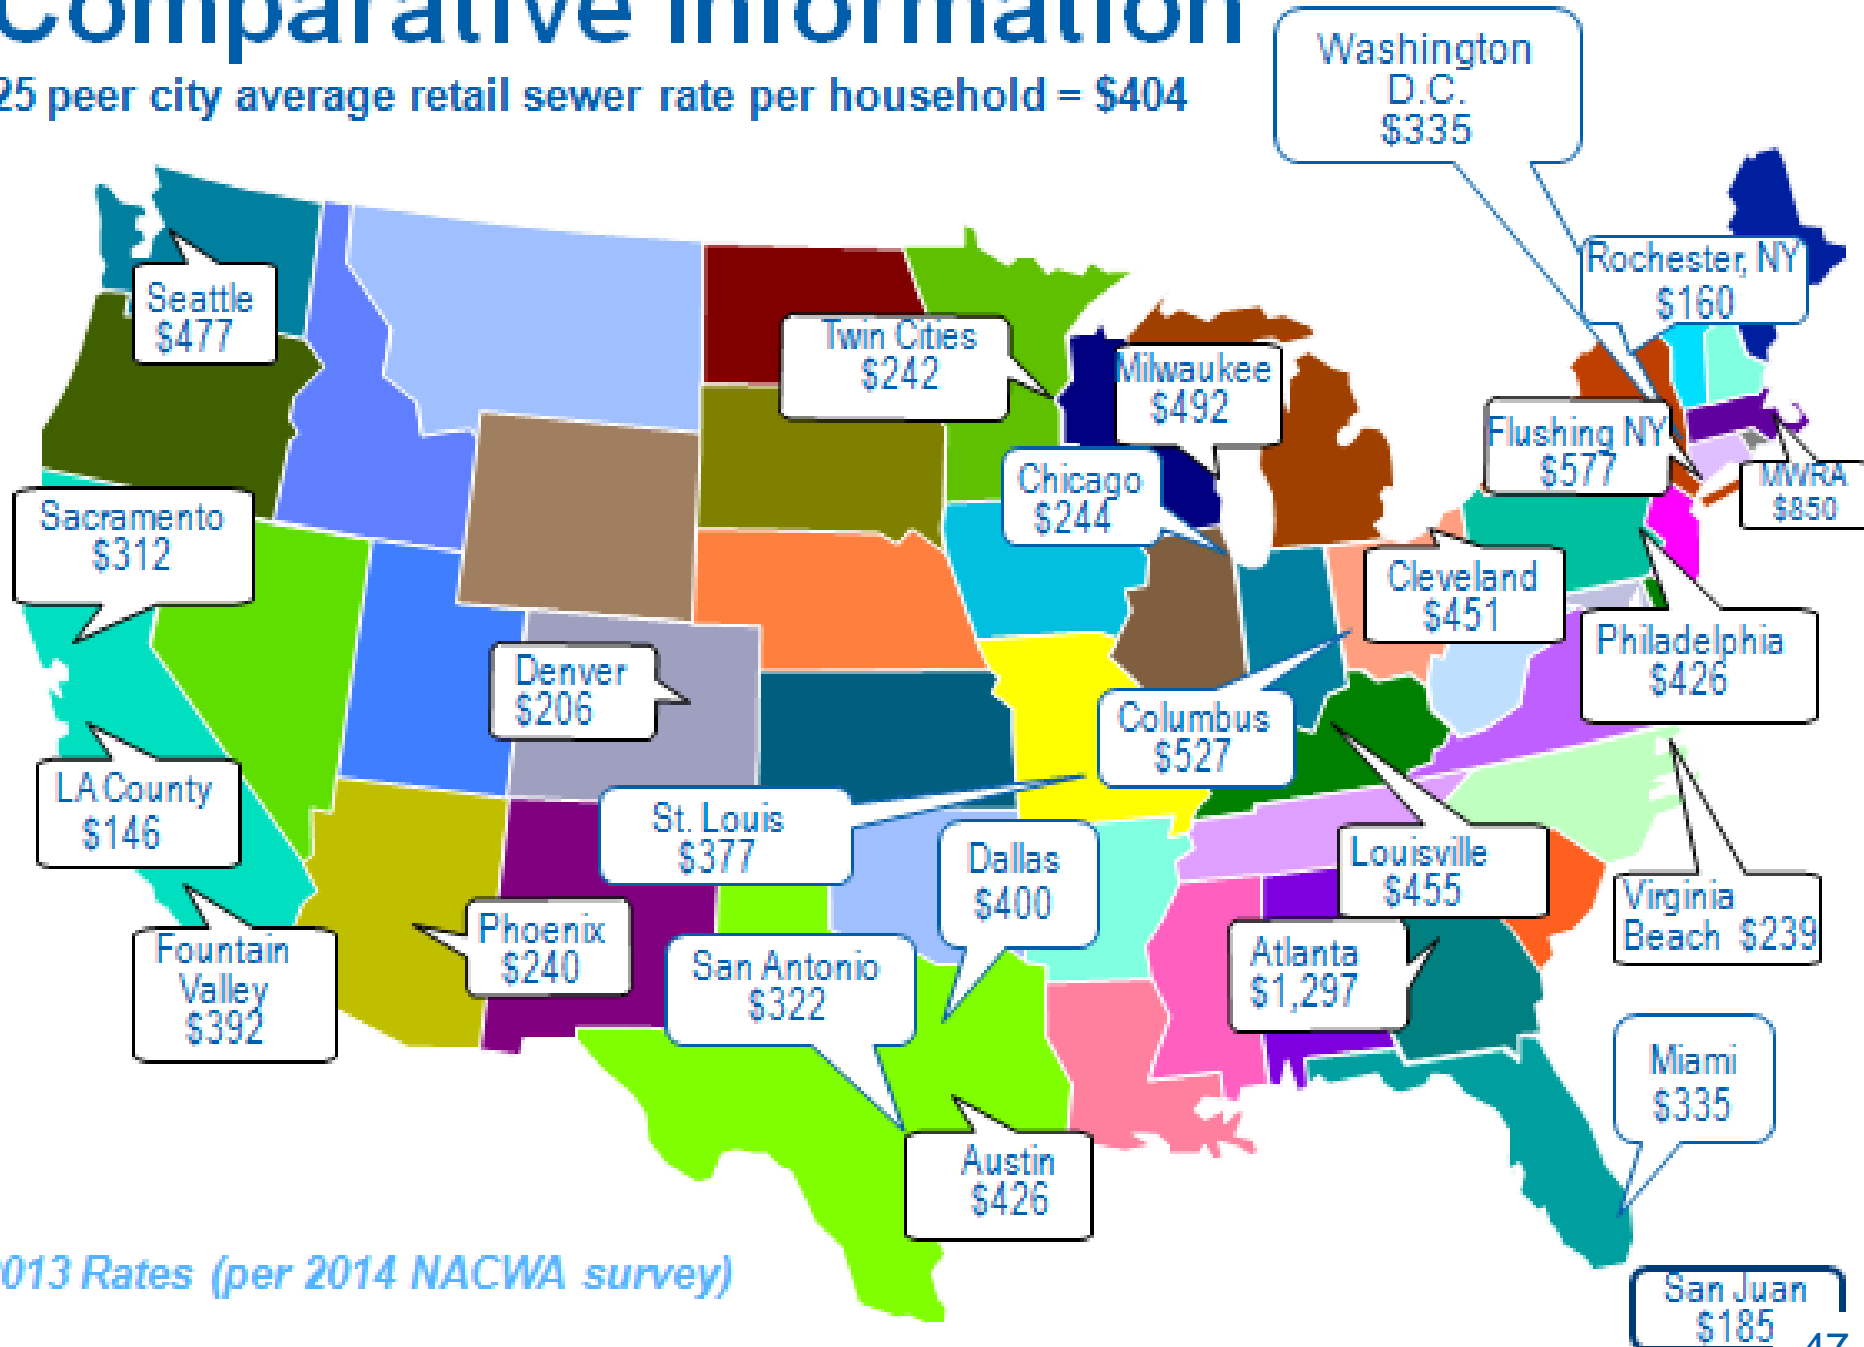 Comparative Information
25 peer city average retail sewer rate per household = $404
Washington
D.C.
$335
Rochester, NY
$160
Seattle
$477
Twin Cities
$242
Milwaukee
$492
Flushing NY
$577
MWRA
$850
Chicago
$244
Sacramento
$312
Cleveland
$451
Philadelphia
$426
Denver
$206
Columbus
$527
LA County
$146
St. Louis
$377
Dallas
$400
Louisville
$455
Virginia
Beach $239
Fountain
Valley
$392
Phoenix
$240
San Antonio
$322
Atlanta
$1,297
Miami
$335
Austin
$426
013 Rates (per 2014 NACWA survey)
San Juan
$185
47